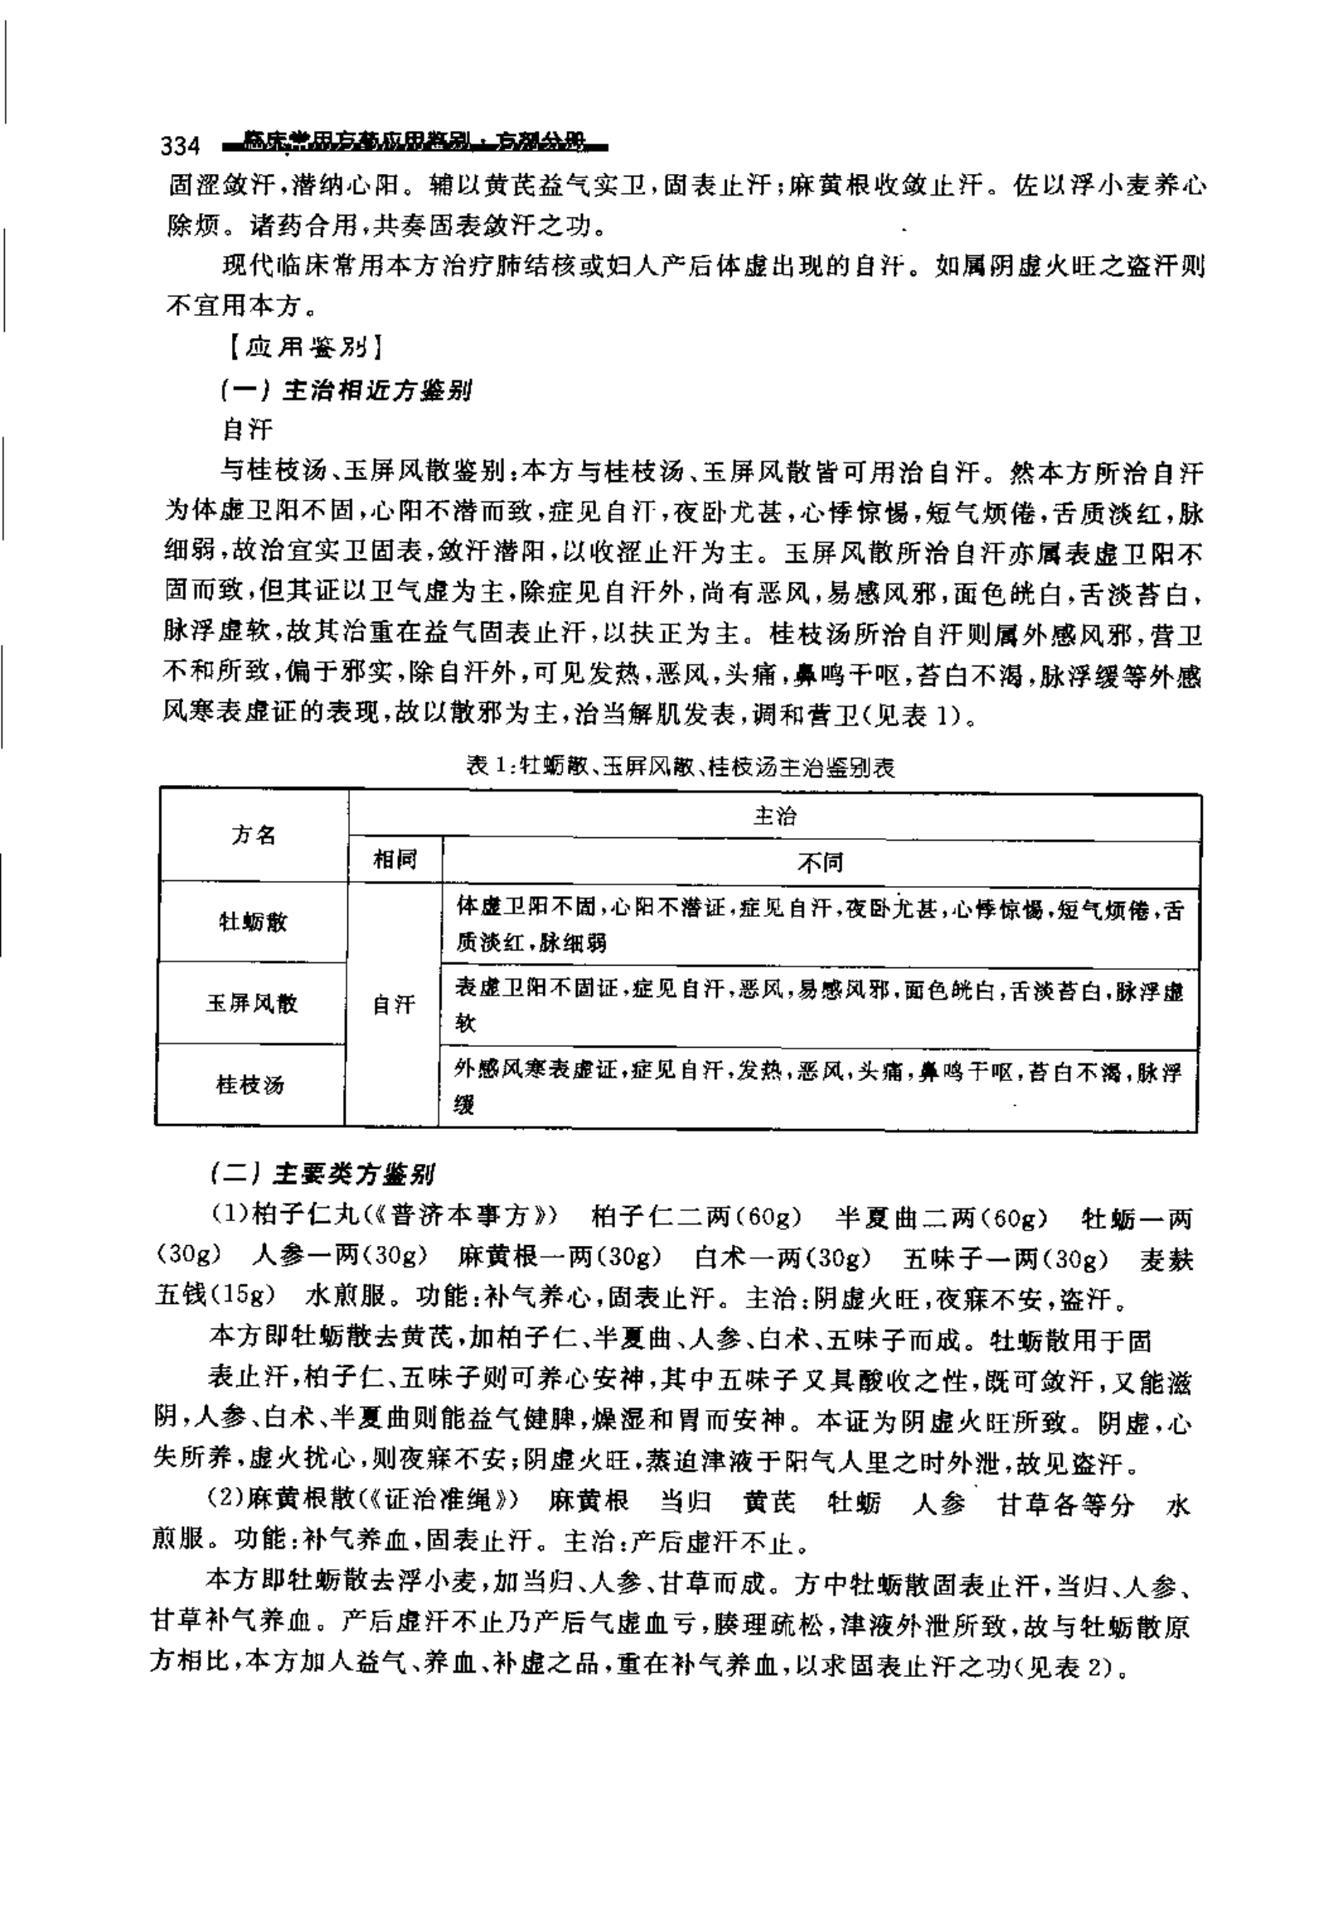 334 临床常用方药应用鉴别·方剂分册
固涩敛汗,潜纳心阳。辅以黄芪益气实卫,固表止汗;麻黄根收敛止汗。佐以浮小麦养心
除烦。诸药合用,共奏固表敛汗之功。
现代临床常用本方治疗肺结核或妇人产后体虚出现的自汗。如属阴虚火旺之盗汗则
不宜用本方。
【应用鉴别】
(一)主治相近方鉴别
自汗
与桂枝汤、玉屏风散鉴别:本方与桂枝汤、玉屏风散皆可用治自汗。然本方所治自汗
为体虚卫阳不固,心阳不潜而致,症见自汗,夜卧尤甚,心悸惊惕,短气烦倦,舌质淡红,脉
细弱,故治宜实卫固表,敛汗潜阳,以收涩止汗为主。玉屏风散所治自汗亦属表虚卫阳不
固而致,但其证以卫气虚为主,除症见自汗外,尚有恶风,易感风邪,面色㿠白,舌淡苔白,
脉浮虚软,故其治重在益气固表止汗,以扶正为主。桂枝汤所治自汗则属外感风邪,营卫
不和所致,偏于邪实,除自汗外,可见发热,恶风,头痛,鼻鸣干呕,苔白不渴,脉浮缓等外感
风寒表虚证的表现,故以散邪为主,治当解肌发表,调和营卫(见表1)。
表1:牡蛎散、玉屏风散、桂枝汤主治鉴别表
方名 主治
相同 不同
牡蛎散 体虚卫阳不固,心阳不潜证,症见自汗,夜卧尤甚,心悸惊惕,短气烦倦,舌
质淡红,脉细弱
玉屏风散 自汗 表虚卫阳不固证,症见自汗,恶风,易感风邪,面色㿠白,舌淡苔白,脉浮虚
软
桂枝汤 外感风寒表虚证,症见自汗,发热,恶风,头痛,鼻鸣干呕,苔白不渴,脉浮
缓
(二)主要类方鉴别
(1)柏子仁丸(《普济本事方》) 柏子仁二两(60g) 半夏曲二两(60g) 牡蛎一两
(30g) 人参一两(30g) 麻黄根一两(30g) 白术一两(30g) 五味子一两(30g) 麦麸
五钱(15g) 水煎服。功能:补气养心,固表止汗。主治:阴虚火旺,夜寐不安,盗汗。
本方即牡蛎散去黄芪,加柏子仁、半夏曲、人参、白术、五味子而成。牡蛎散用于固
表止汗,柏子仁、五味子则可养心安神,其中五味子又具酸收之性,既可敛汗,又能滋
阴,人参、白术、半夏曲则能益气健脾,燥湿和胃而安神。本证为阴虚火旺所致。阴虚,心
失所养,虚火扰心,则夜寐不安;阴虚火旺,蒸迫津液于阳气人里之时外泄,故见盗汗。
(2)麻黄根散(《证治准绳》) 麻黄根 当归 黄芪 牡蛎 人参 甘草各等分 水
煎服。功能:补气养血,固表止汗。主治:产后虚汗不止。
本方即牡蛎散去浮小麦,加当归、人参、甘草而成。方中牡蛎散固表止汗,当归、人参、
甘草补气养血。产后虚汗不止乃产后气虚血亏,腠理疏松,津液外泄所致,故与牡蛎散原
方相比,本方加人益气、养血、补虚之品,重在补气养血,以求固表止汗之功(见表2)。